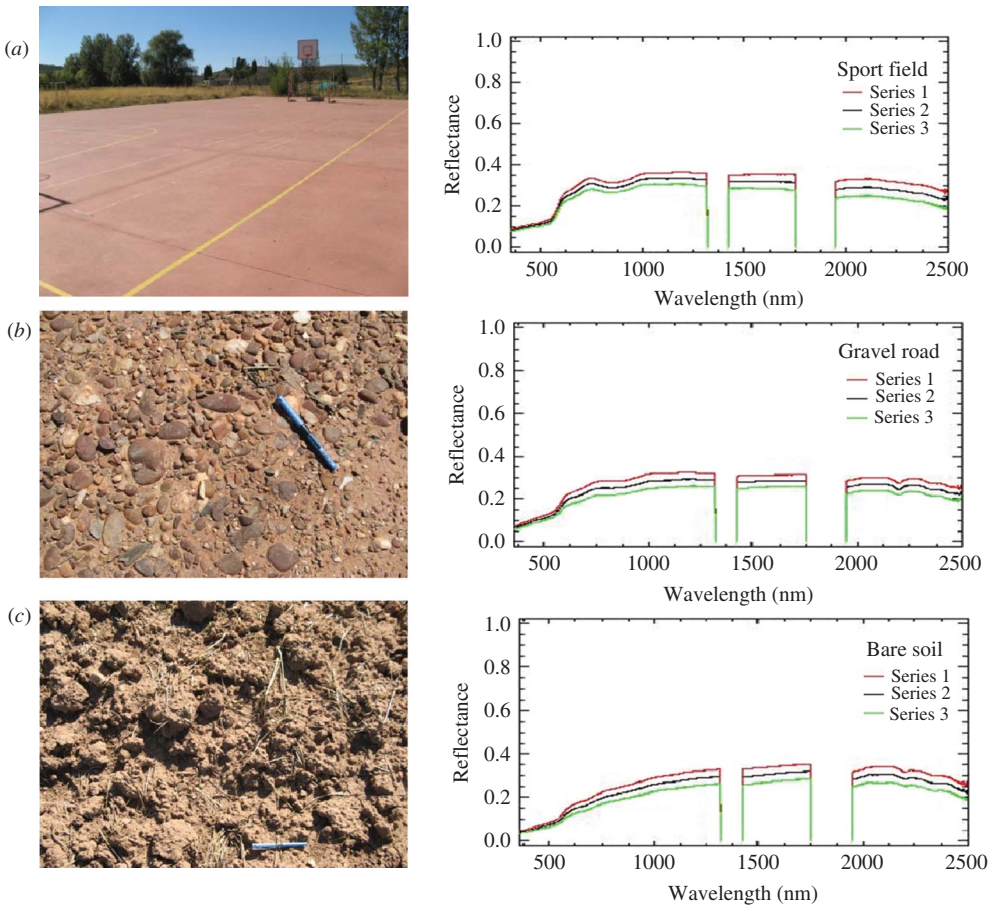 (a)
1.0
0.8
0.6
0.4
0.2
0.0
Reflectance
Sport field
Series 1
Series 2
Series 3
500
1000
1500
2000
2500
Wavelength (nm)
(b)
1.0
0.8
0.6
0.4
0.2
0.0
Reflectance
Gravel road
Series 1
Series 2
Series 3
500
1000
1500
2000
2500
Wavelength (nm)
(c)
1.0
0.8
0.6
0.4
0.2
0.0
Reflectance
Bare soil
Series 1
Series 2
Series 3
500
1000
1500
2000
2500
Wavelength (nm)